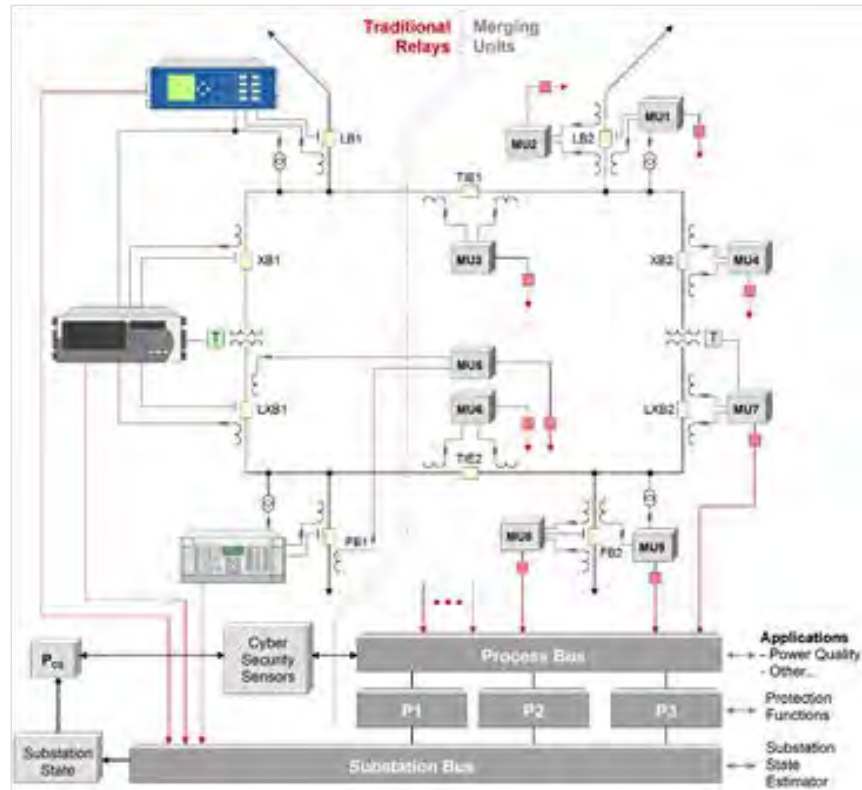 Traditional Relays
Merging Units
LB1
MU2
LB2
MU1
TIE1
XB1
MU3
XB2
MU4
T
T
MU5
LXB1
MU6
LXB2
MU7
TIE2
FB1
MU8
FB2
MU9
Process Bus
Applications
- Power Quality
- Other...
Cyber Security Sensors
PCS
P1
P2
P3
Protection Functions
Substation State
Substation Bus
Substation State Estimator